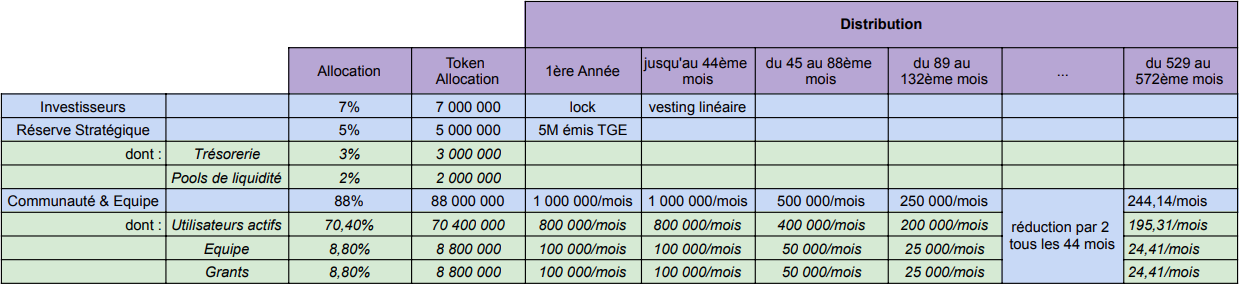 Distribution
Allocation Token Allocation 1ère Année jusqu'au 44ème mois du 45 au 88ème mois du 89 au 132ème mois ... du 529 au 572ème mois
Investisseurs 7% 7 000 000 lock vesting linéaire
Réserve Stratégique 5% 5 000 000 5M émis TGE
dont : Trésorerie 3% 3 000 000
Pools de liquidité 2% 2 000 000
Communauté & Equipe 88% 88 000 000 1 000 000/mois 1 000 000/mois 500 000/mois 250 000/mois réduction par 2 tous les 44 mois 244,14/mois
dont : Utilisateurs actifs 70,40% 70 400 000 800 000/mois 800 000/mois 400 000/mois 200 000/mois 195,31/mois
Equipe 8,80% 8 800 000 100 000/mois 100 000/mois 50 000/mois 25 000/mois 24,41/mois
Grants 8,80% 8 800 000 100 000/mois 100 000/mois 50 000/mois 25 000/mois 24,41/mois